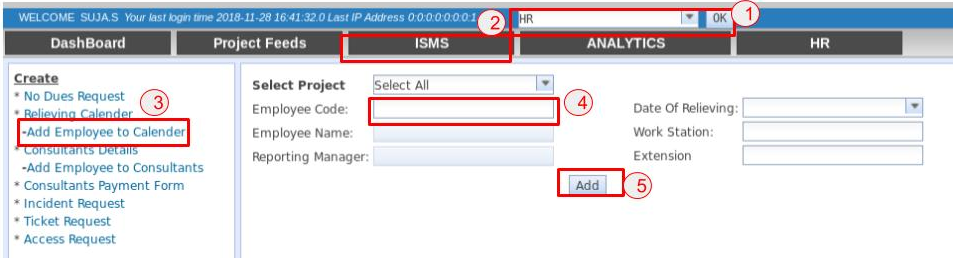 WELCOME SUJA.S Your last login time 2018-11-28 16:41:32.0 Last IP Address 0:0:0:0:0:0:0:1 2 HR OK 1
DashBoard Project Feeds ISMS ANALYTICS HR
Create
* No Dues Request
* Relieving Calender 3
-Add Employee to Calender
* Consultants Details
-Add Employee to Consultants
* Consultants Payment Form
* Incident Request
* Ticket Request
* Access Request
Select Project Select All
Employee Code: 4 Date Of Relieving:
Employee Name: Work Station:
Reporting Manager: Extension
Add 5